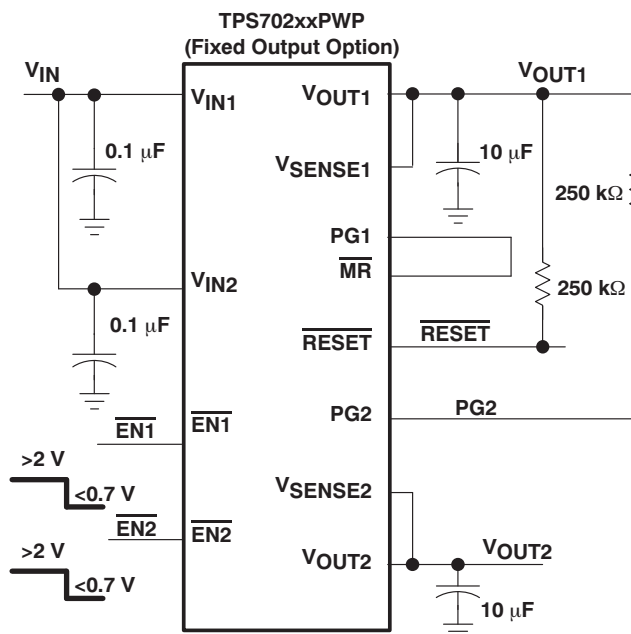 TPS702xxPWP
(Fixed Output Option)
VIN
VIN1
VOUT1
VOUT1
0.1 μF
10 μF
VSENSE1
250 kΩ
PG1
MR
VIN2
250 kΩ
0.1 μF
RESET
RESET
PG2
PG2
EN1
EN1
>2 V
<0.7 V
VSENSE2
EN2
EN2
>2 V
<0.7 V
VOUT2
VOUT2
10 μF